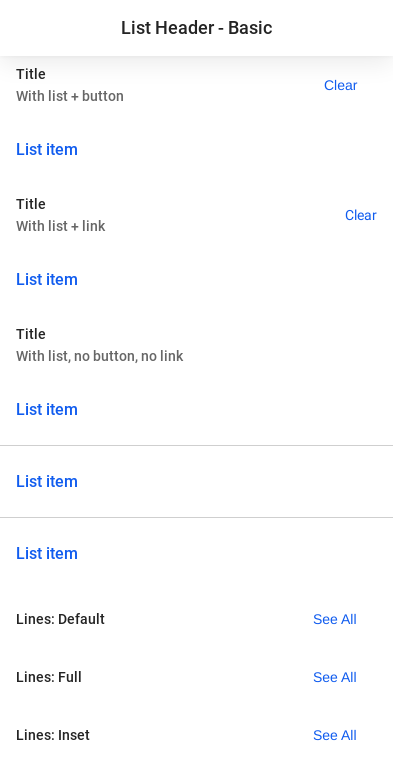 List Header - Basic
Title
With list + button
Clear
List item
Title
With list + link
Clear
List item
Title
With list, no button, no link
List item
List item
List item
Lines: Default
See All
Lines: Full
See All
Lines: Inset
See All